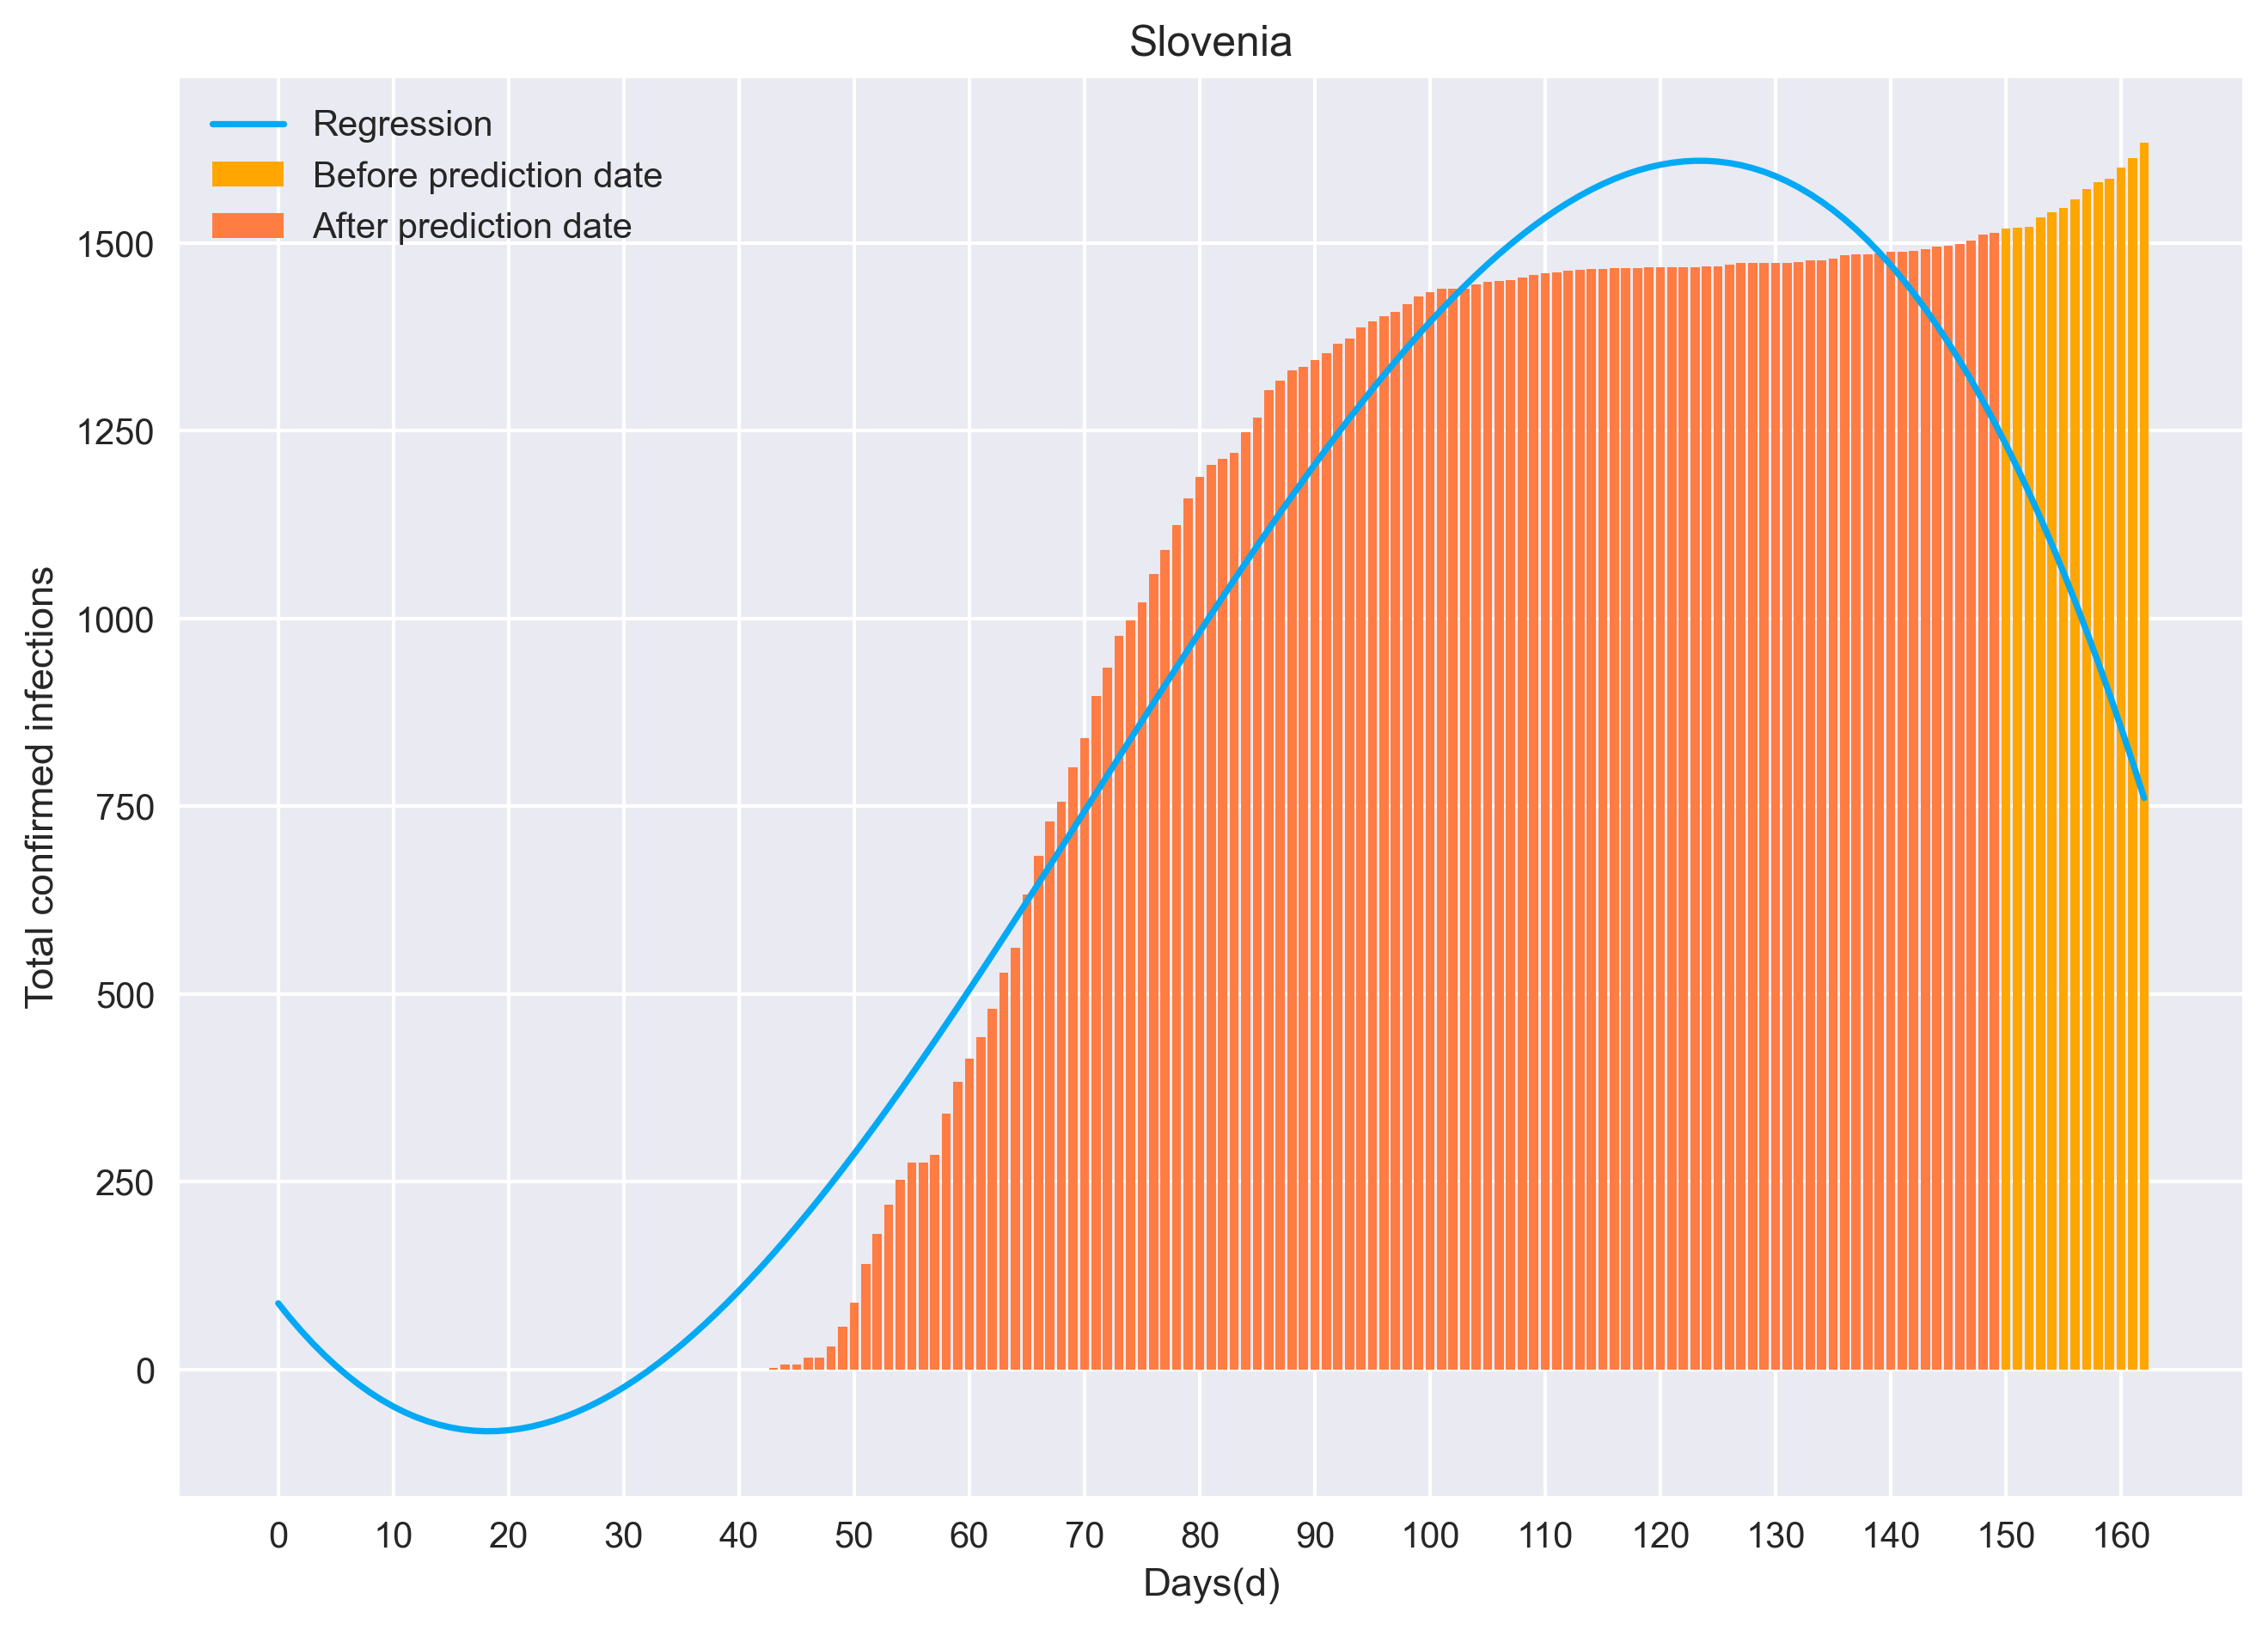 Slovenia
Regression
Before prediction date
After prediction date
1500
1250
1000
750
500
250
0
Total confirmed infections
0 10 20 30 40 50 60 70 80 90 100 110 120 130 140 150 160
Days(d)